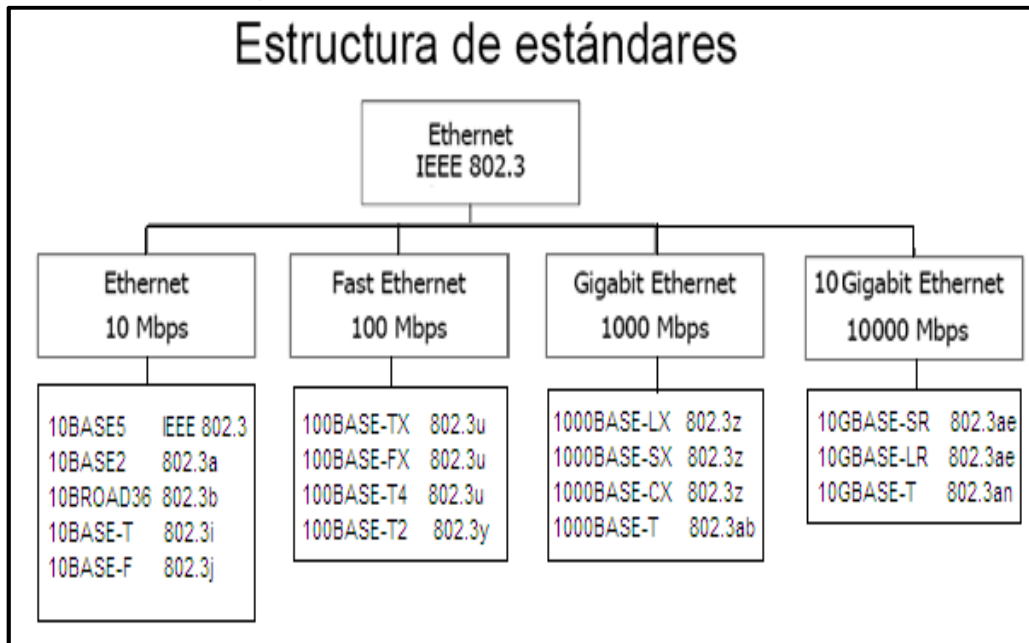 Estructura de estándares
Ethernet
IEEE 802.3
Ethernet
10 Mbps
Fast Ethernet
100 Mbps
Gigabit Ethernet
1000 Mbps
10 Gigabit Ethernet
10000 Mbps
10BASE5 IEEE 802.3
10BASE2 802.3a
10BROAD36 802.3b
10BASE-T 802.3i
10BASE-F 802.3j
100BASE-TX 802.3u
100BASE-FX 802.3u
100BASE-T4 802.3u
100BASE-T2 802.3y
1000BASE-LX 802.3z
1000BASE-SX 802.3z
1000BASE-CX 802.3z
1000BASE-T 802.3ab
10GBASE-SR 802.3ae
10GBASE-LR 802.3ae
10GBASE-T 802.3an